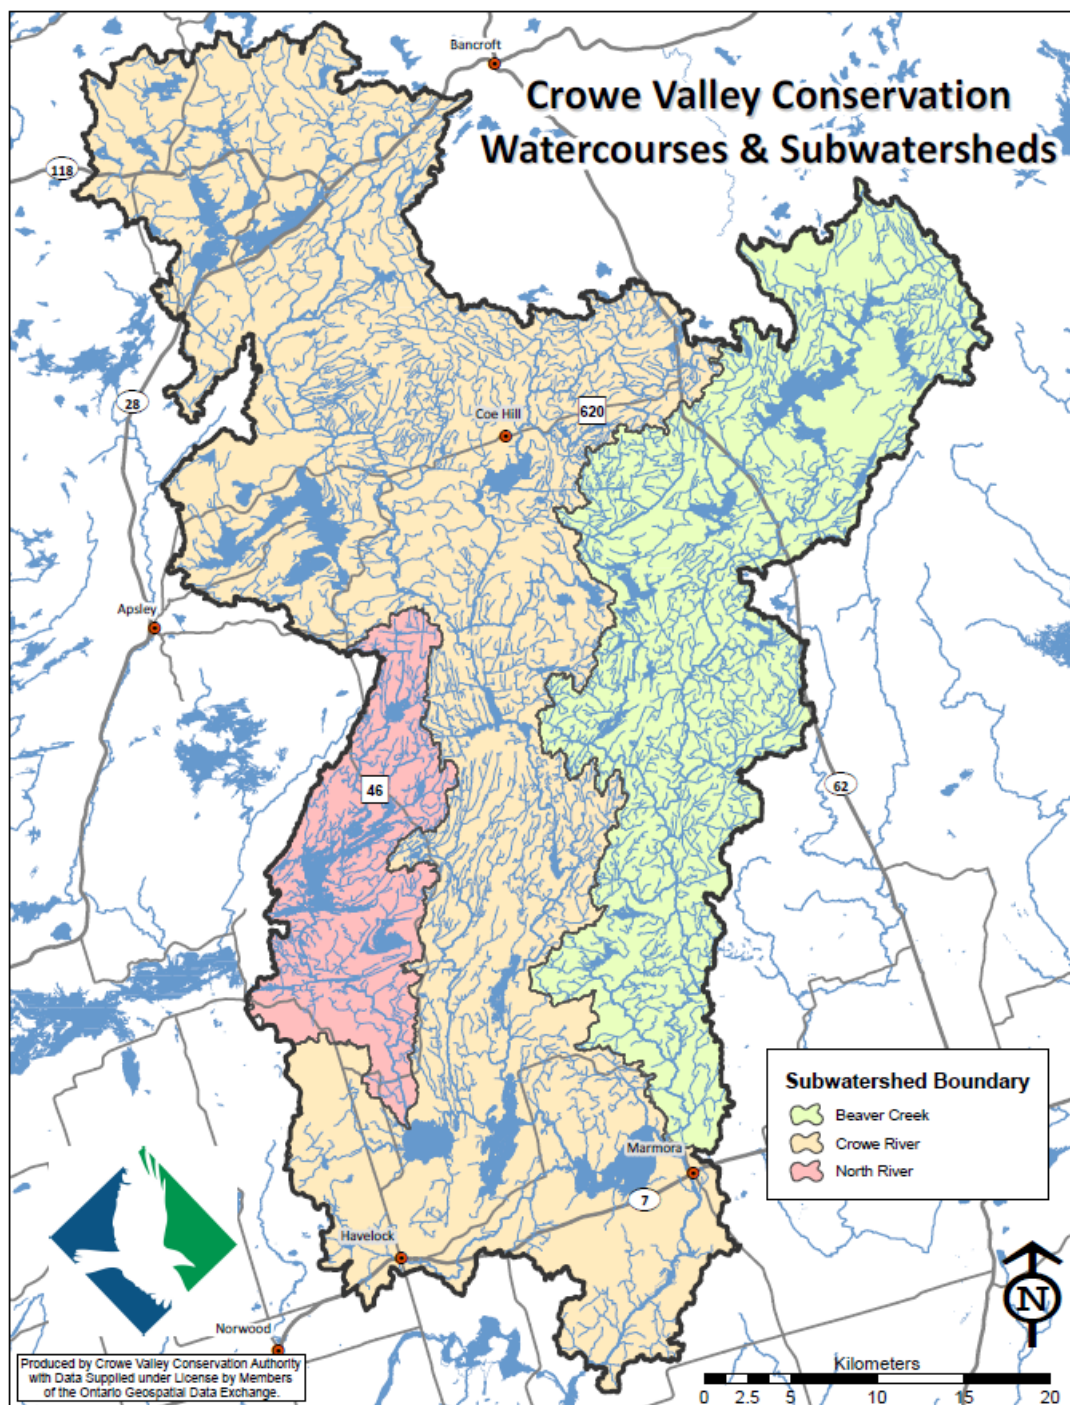 Bancroft
Crowe Valley Conservation
Watercourses & Subwatersheds
118
28
Coe Hill
620
Apsley
46
62
Subwatershed Boundary
Beaver Creek
Crowe River
North River
Marmora
7
Havelock
N
Norwood
Produced by Crowe Valley Conservation Authority
with Data Supplied under License by Members
of the Ontario Geospatial Data Exchange.
Kilometers
0 2.5 5 10 15 20